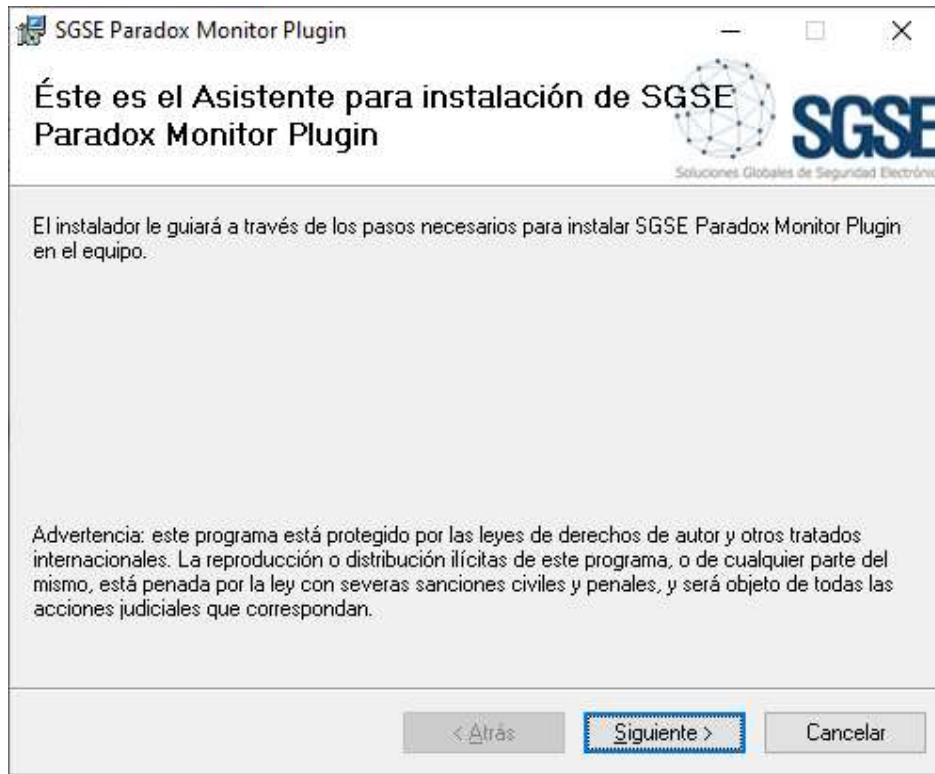 SGSE Paradox Monitor Plugin
Éste es el Asistente para instalación de SGSE
Paradox Monitor Plugin
SGSE
Soluciones Globales de Seguridad Electrónic
El instalador le guiará a través de los pasos necesarios para instalar SGSE Paradox Monitor Plugin
en el equipo.
Advertencia: este programa está protegido por las leyes de derechos de autor y otros tratados
internacionales. La reproducción o distribución ilícitas de este programa, o de cualquier parte del
mismo, está penada por la ley con severas sanciones civiles y penales, y será objeto de todas las
acciones judiciales que correspondan.
< Atrás
Siguiente >
Cancelar